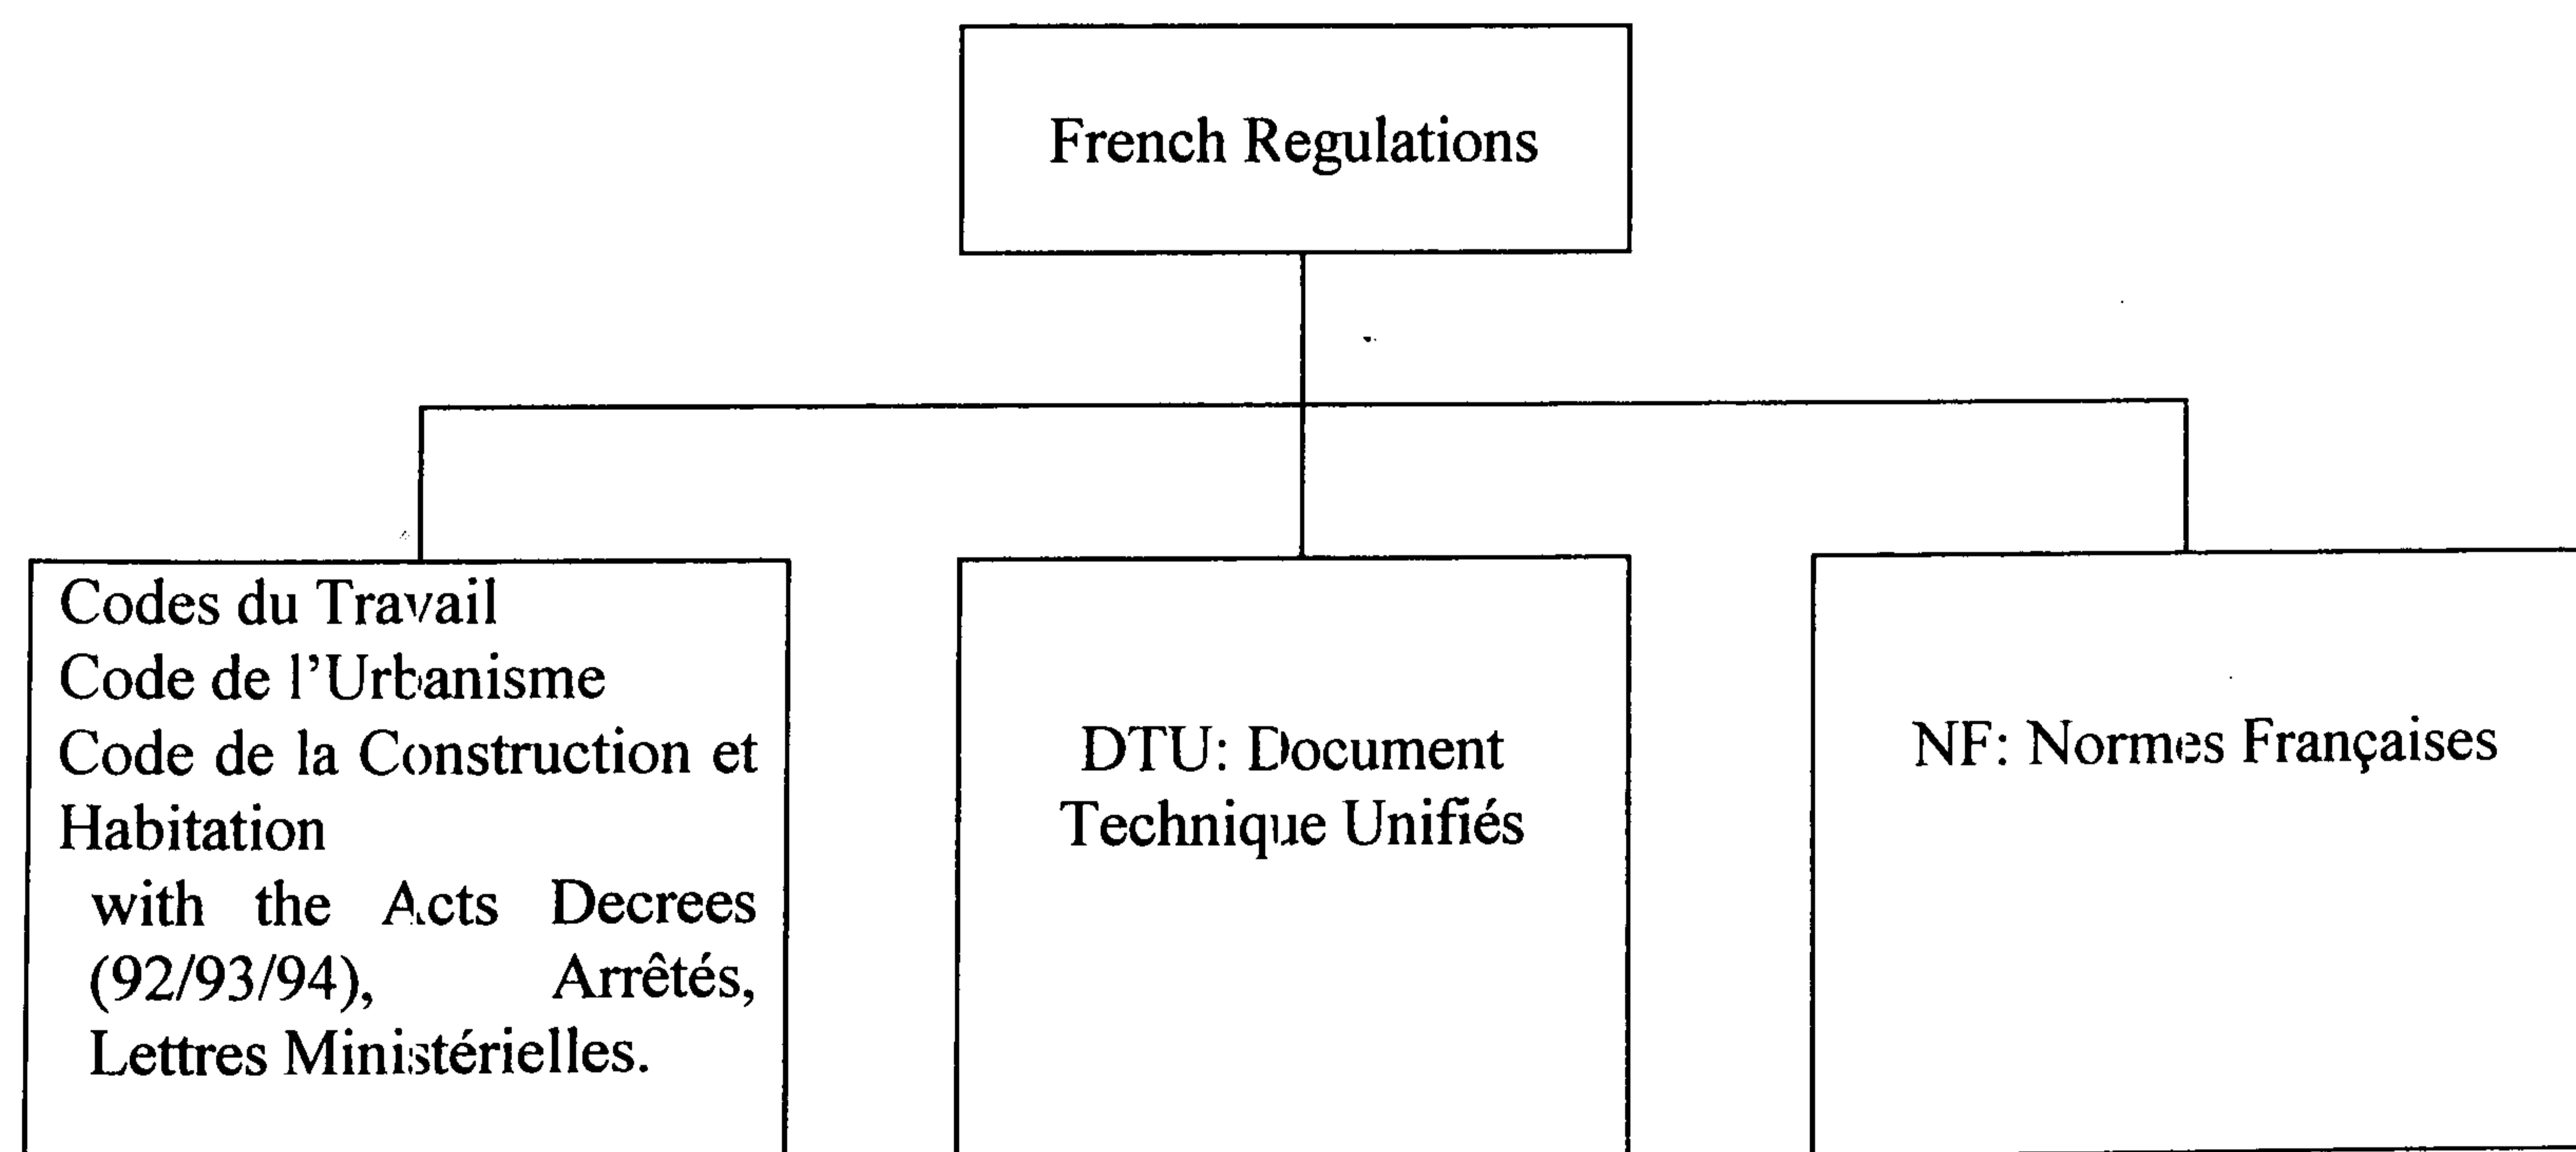 French Regulations
Codes du Travail
Code de l’Urbanisme
Code de la Construction et
Habitation
with the Acts Decrees
(92/93/94), Arrêtés,
Lettres Ministérielles.
DTU: Document
Technique Unifiés
NF: Normes Françaises